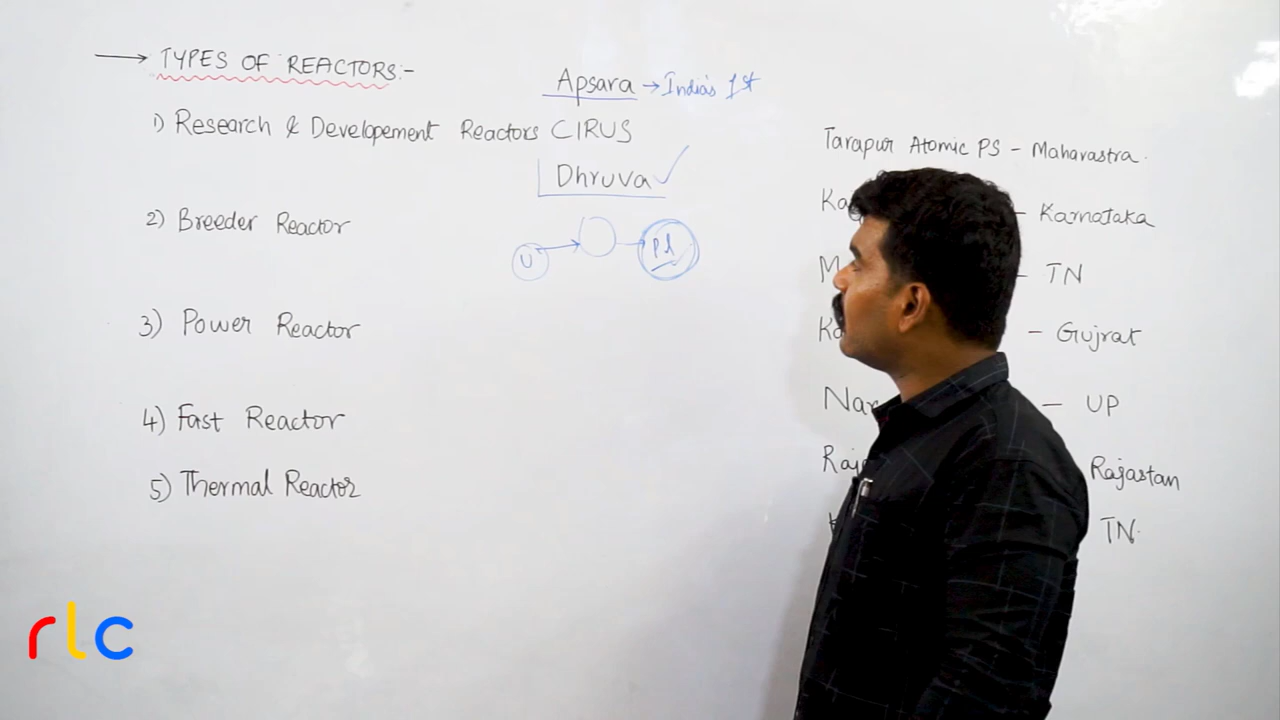 TYPES OF REACTORS:-
Apsara → India's 1st
1) Research & Developement Reactors CIRUS
Dhruva
2) Breeder Reactor
U
3) Power Reactor
4) Fast Reactor
5) Thermal Reactor
Tarapur Atomic PS - Maharastra.
- Karnataka
M - TN
- Gujrat
- UP
Rajastan
TN.
rlc